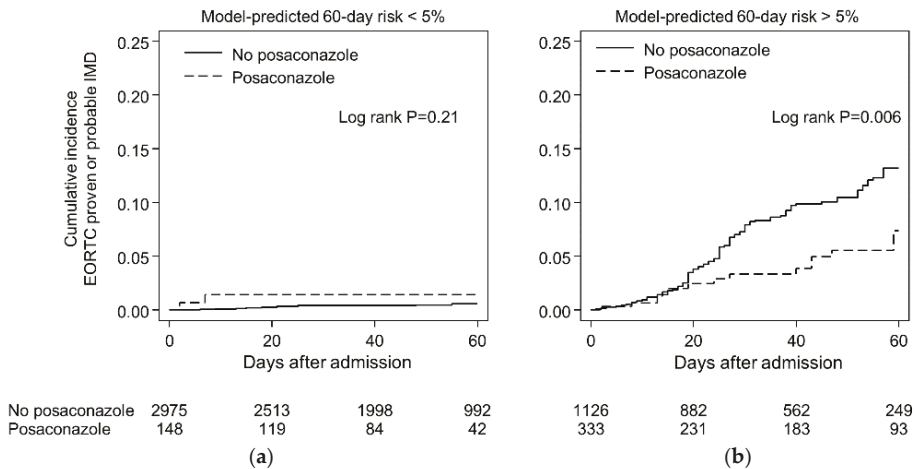 Model-predicted 60-day risk < 5%
Cumulative incidence
EORTC proven or probable IMD
0.25
0.20
0.15
0.10
0.05
0.00
No posaconazole
Posaconazole
Log rank P=0.21
0 20 40 60
Days after admission
Model-predicted 60-day risk > 5%
0.25
0.20
0.15
0.10
0.05
0.00
No posaconazole
Posaconazole
Log rank P=0.006
0 20 40 60
Days after admission
No posaconazole 2975 2513 1998 992 1126 882 562 249
Posaconazole 148 119 84 42 333 231 183 93
(a) (b)